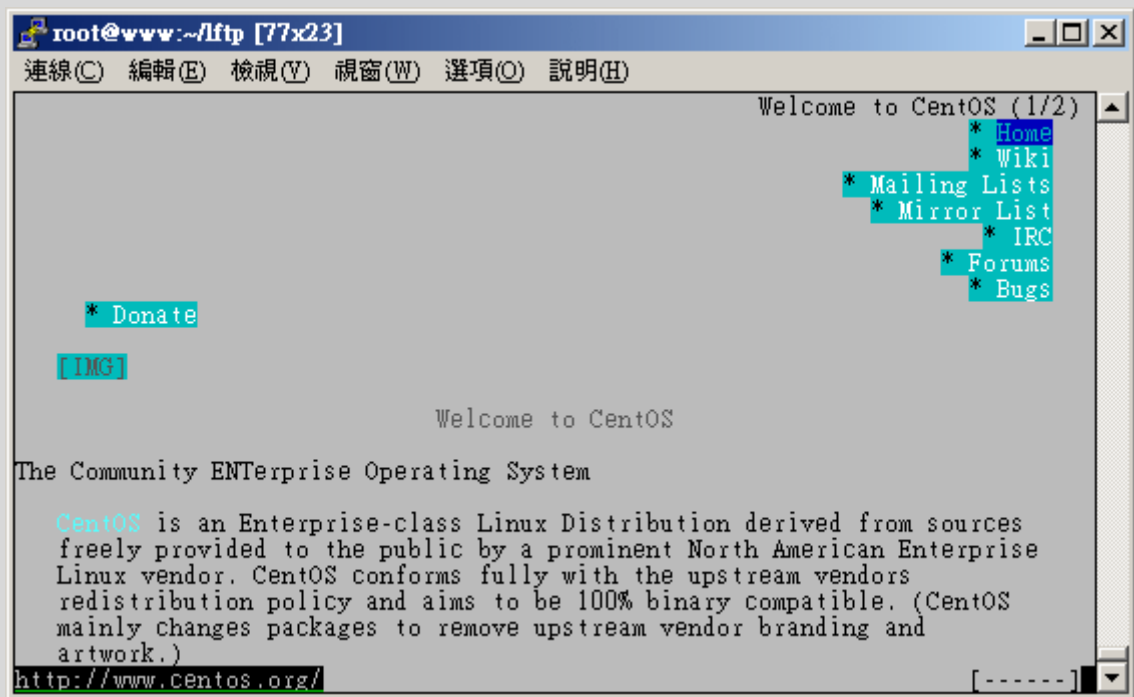 root@www:~/lftp [77x23]
連線(C) 編輯(E) 檢視(V) 視窗(W) 選項(O) 說明(H)
Welcome to CentOS (1/2)
* Home
* Wiki
* Mailing Lists
* Mirror List
* IRC
* Forums
* Bugs
* Donate
[IMG]
Welcome to CentOS
The Community ENTerprise Operating System
CentOS is an Enterprise-class Linux Distribution derived from sources
freely provided to the public by a prominent North American Enterprise
Linux vendor. CentOS conforms fully with the upstream vendors
redistribution policy and aims to be 100% binary compatible. (CentOS
mainly changes packages to remove upstream vendor branding and
artwork.)
http://www.centos.org/ [------]